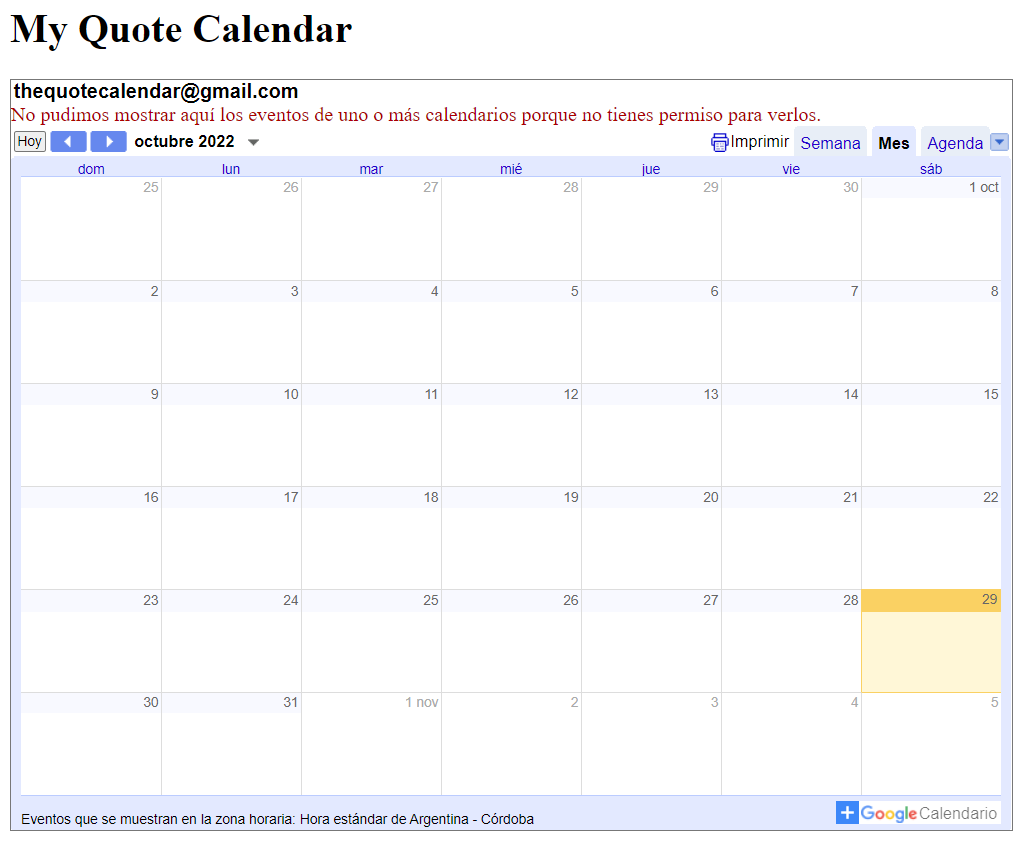 My Quote Calendar
thequotecalendar@gmail.com
No pudimos mostrar aquí los eventos de uno o más calendarios porque no tienes permiso para verlos.
Hoy octubre 2022 Imprimir Semana Mes Agenda
dom lun mar mié jue vie sáb
25 26 27 28 29 30 1 oct
2 3 4 5 6 7 8
9 10 11 12 13 14 15
16 17 18 19 20 21 22
23 24 25 26 27 28 29
30 31 1 nov 2 3 4 5
Eventos que se muestran en la zona horaria: Hora estándar de Argentina - Córdoba
Google Calendario